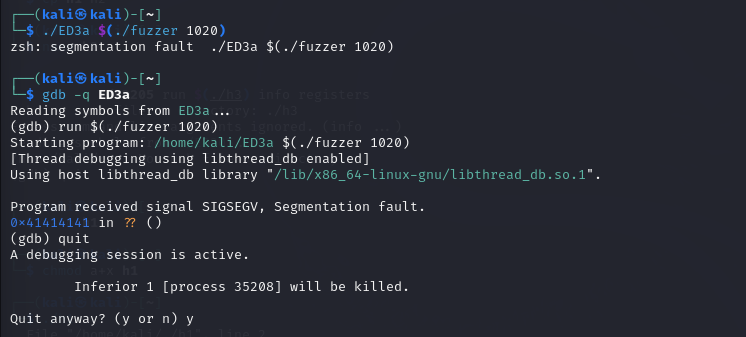 ┌──(kali㉿kali)-[~]
└─$ ./ED3a $(./fuzzer 1020)
zsh: segmentation fault  ./ED3a $(./fuzzer 1020)
┌──(kali㉿kali)-[~]
└─$ gdb -q ED3a
Reading symbols from ED3a...
(gdb) run $(./fuzzer 1020)
Starting program: /home/kali/ED3a $(./fuzzer 1020)
[Thread debugging using libthread_db enabled]
Using host libthread_db library "/lib/x86_64-linux-gnu/libthread_db.so.1".
Program received signal SIGSEGV, Segmentation fault.
0x41414141 in ?? ()
(gdb) quit
A debugging session is active.
        Inferior 1 [process 35208] will be killed.
Quit anyway? (y or n) y